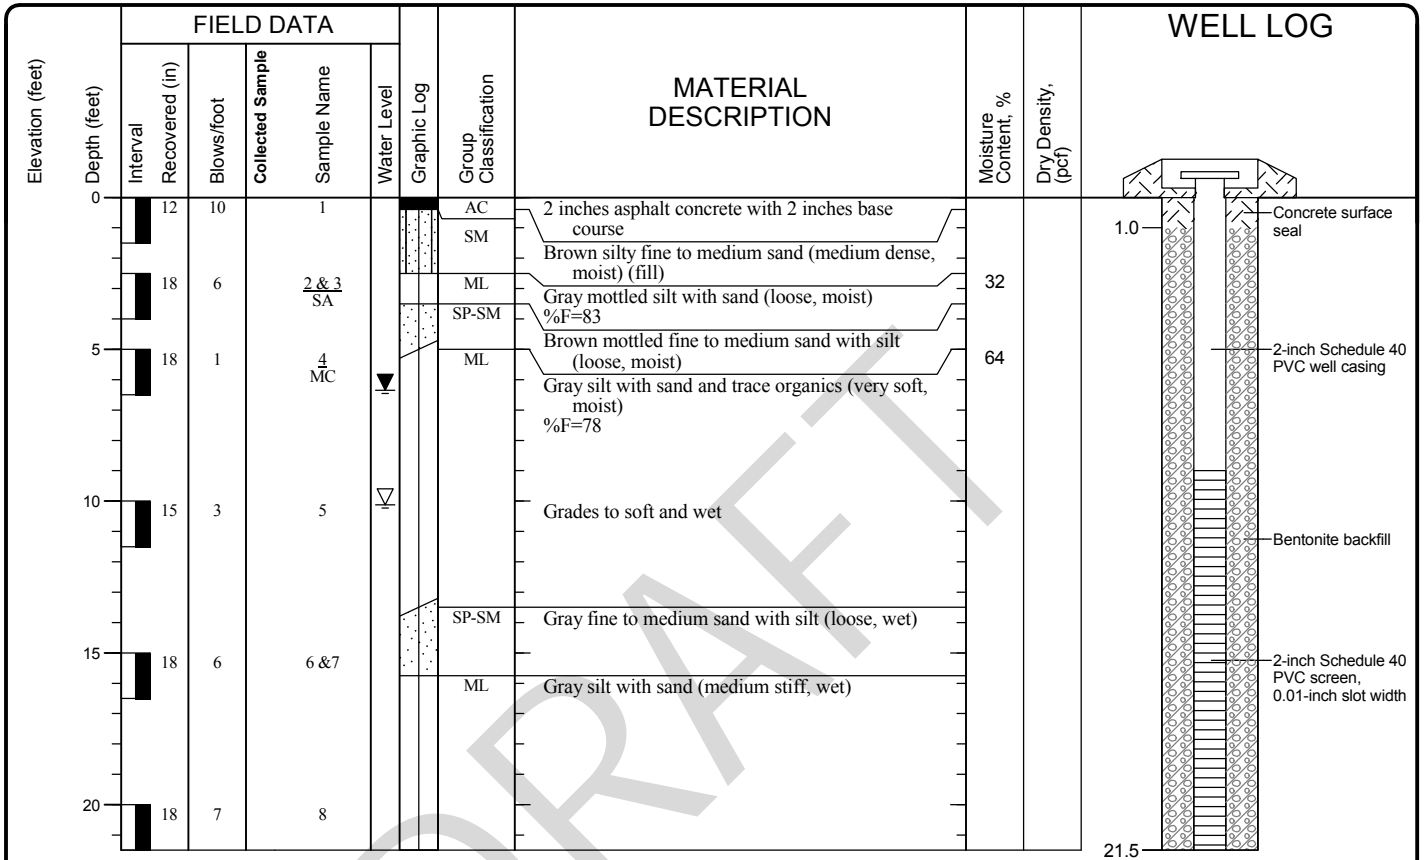 FIELD DATA
WELL LOG
Elevation (feet)
Depth (feet)
Interval
Recovered (in)
Blows/foot
Collected Sample
Sample Name
Water Level
Graphic Log
Group
Classification
MATERIAL
DESCRIPTION
Moisture
Content, %
Dry Density,
(pcf)
0
12 10 1 AC 2 inches asphalt concrete with 2 inches base
course
SM
Brown silty fine to medium sand (medium dense,
moist) (fill)
18 6 2 & 3 ML 32
SA
Gray mottled silt with sand (loose, moist)
%F=83
SP-SM
Brown mottled fine to medium sand with silt
(loose, moist)
5
18 1 4 ML 64
MC
Gray silt with sand and trace organics (very soft,
moist)
%F=78
10
15 3 5 Grades to soft and wet
SP-SM Gray fine to medium sand with silt (loose, wet)
15
18 6 6 &7
ML Gray silt with sand (medium stiff, wet)
20
18 7 8
1.0
Concrete surface
seal
2-inch Schedule 40
PVC well casing
Bentonite backfill
2-inch Schedule 40
PVC screen,
0.01-inch slot width
21.5
DRAFT